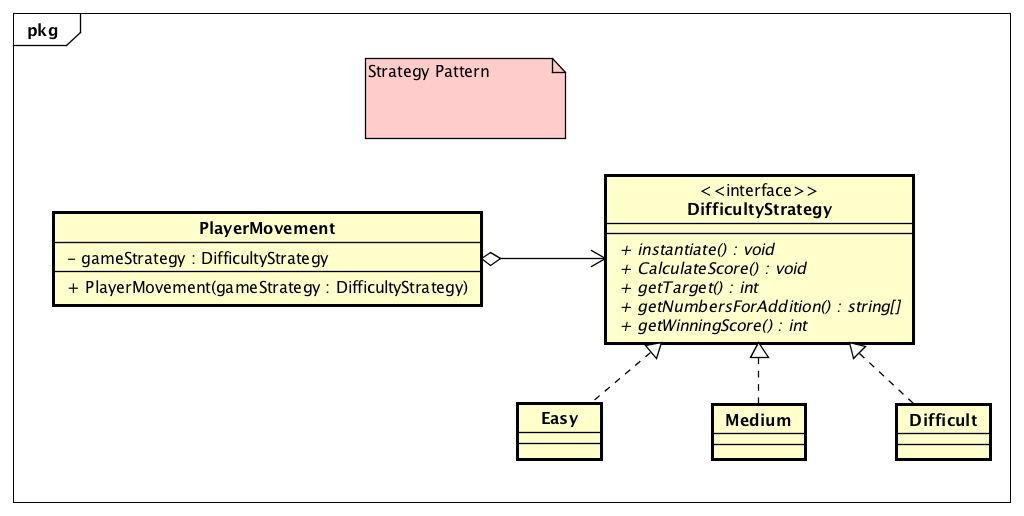 pkg
Strategy Pattern
<<interface>>
DifficultyStrategy
+ instantiate() : void
+ CalculateScore() : void
+ getTarget() : int
+ getNumbersForAddition() : string[]
+ getWinningScore() : int
PlayerMovement
- gameStrategy : DifficultyStrategy
+ PlayerMovement(gameStrategy : DifficultyStrategy)
Easy
Medium
Difficult